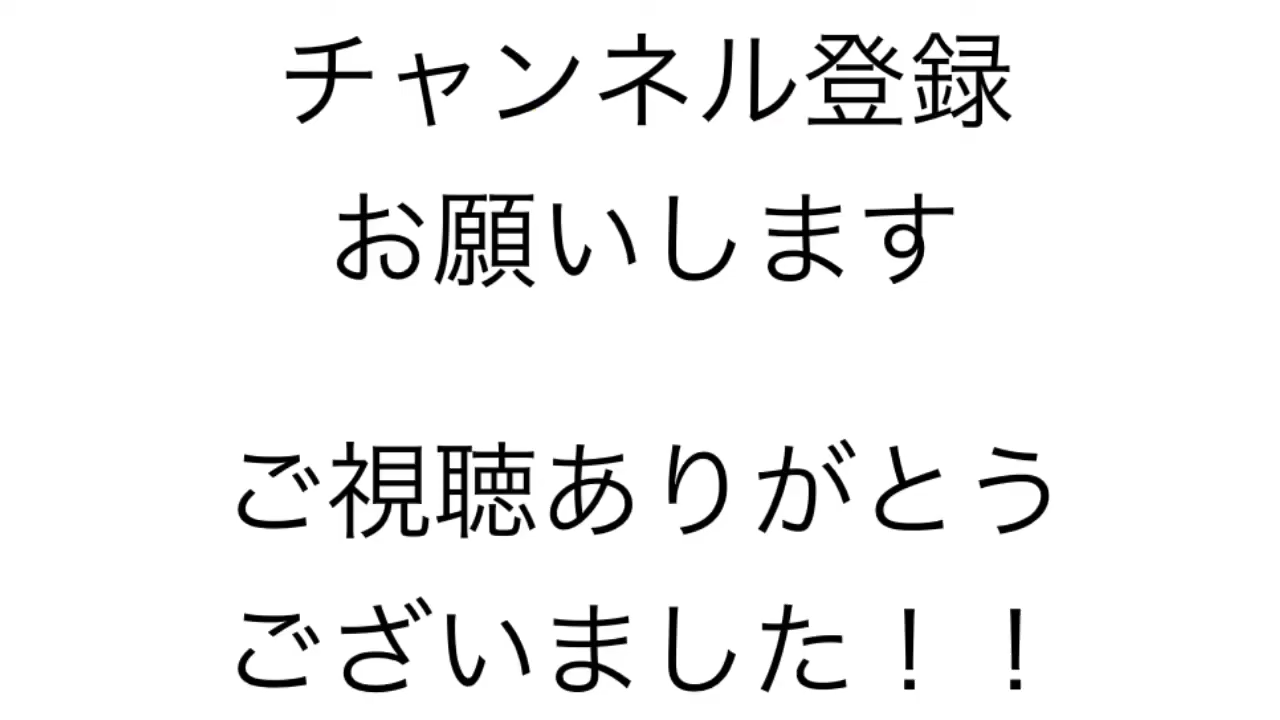 チャンネル登録
お願いします
ご視聴ありがとう
ございました！！